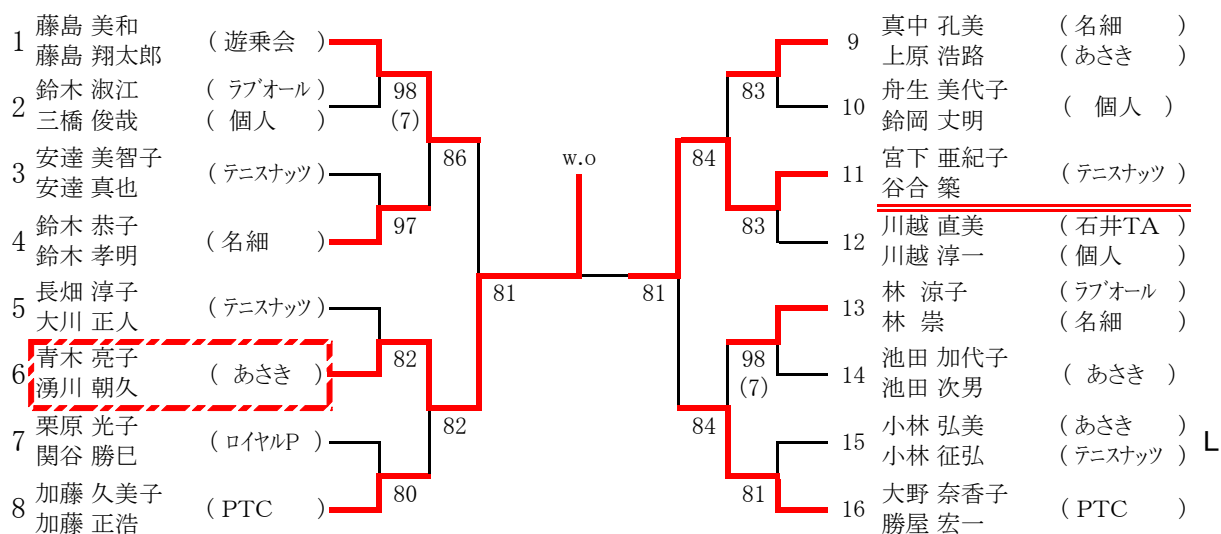 1 藤島 美和 ( 遊乗会 )
藤島 翔太郎
2 鈴木 淑江 ( ラブオール )
三橋 俊哉 ( 個人 )
3 安達 美智子 ( テニスナッツ )
安達 真也
4 鈴木 恭子 ( 名細 )
鈴木 孝明
5 長畑 淳子 ( テニスナッツ )
大川 正人
6 青木 亮子 ( あさき )
湧川 朝久
7 栗原 光子 ( ロイヤルP )
関谷 勝巳
8 加藤 久美子 ( PTC )
加藤 正浩
98
(7)
97
82
80
86
82
81
w.o
81
84
84
83
83
98
(7)
81
9 真中 孔美 ( 名細 )
上原 浩路 ( あさき )
10 舟生 美代子 ( 個人 )
鈴岡 丈明
11 宮下 亜紀子 ( テニスナッツ )
谷合 築
12 川越 直美 ( 石井TA )
川越 淳一 ( 個人 )
13 林 涼子 ( ラブオール )
林 崇 ( 名細 )
14 池田 加代子 ( あさき )
池田 次男
15 小林 弘美 ( あさき )
小林 征弘 ( テニスナッツ )
L
16 大野 奈香子 ( PTC )
勝屋 宏一